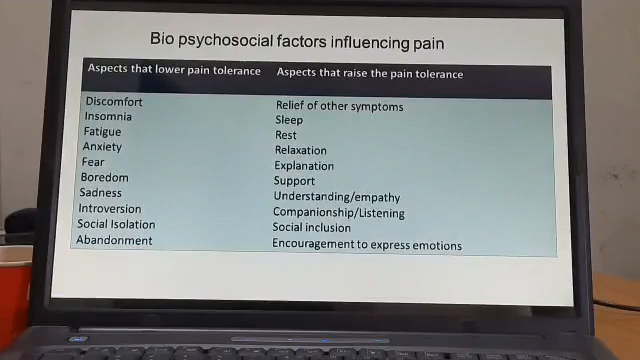 Bio psychosocial factors influencing pain
Aspects that lower pain tolerance Aspects that raise the pain tolerance
Discomfort Relief of other symptoms
Insomnia Sleep
Fatigue Rest
Anxiety Relaxation
Fear Explanation
Boredom Support
Sadness Understanding/empathy
Introversion Companionship/Listening
Social Isolation Social inclusion
Abandonment Encouragement to express emotions